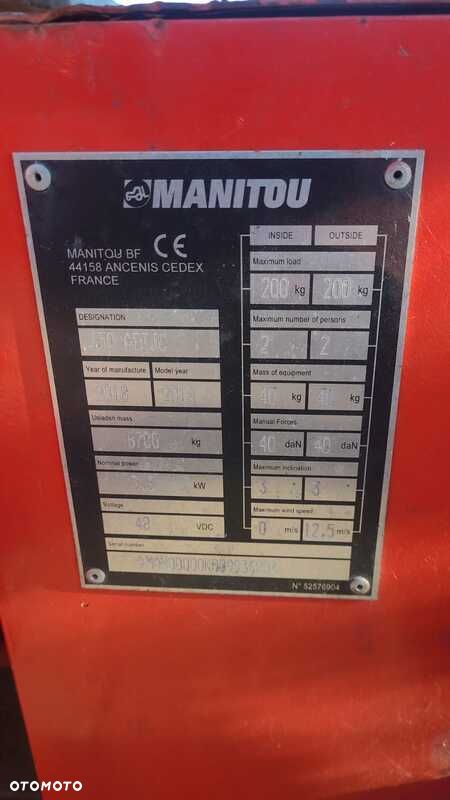 MANITOU
MANITOU BF CE
44158 ANCENIS CEDEX
FRANCE
DESIGNATION
Year of manufacture Model year
2018
Unladen mass
kg
Nominal power
kW
Voltage
48 VDC
Serial number
INSIDE OUTSIDE
Maximum load
200 kg 200 kg
Maximum number of persons
2 2
Mass of equipment
40 kg 40 kg
Manual Forces
40 daN 40 daN
Maximum inclination
3 ° 3 °
Maximum wind speed
0 m/s 12.5 m/s
N° 52576904
OTOMOTO